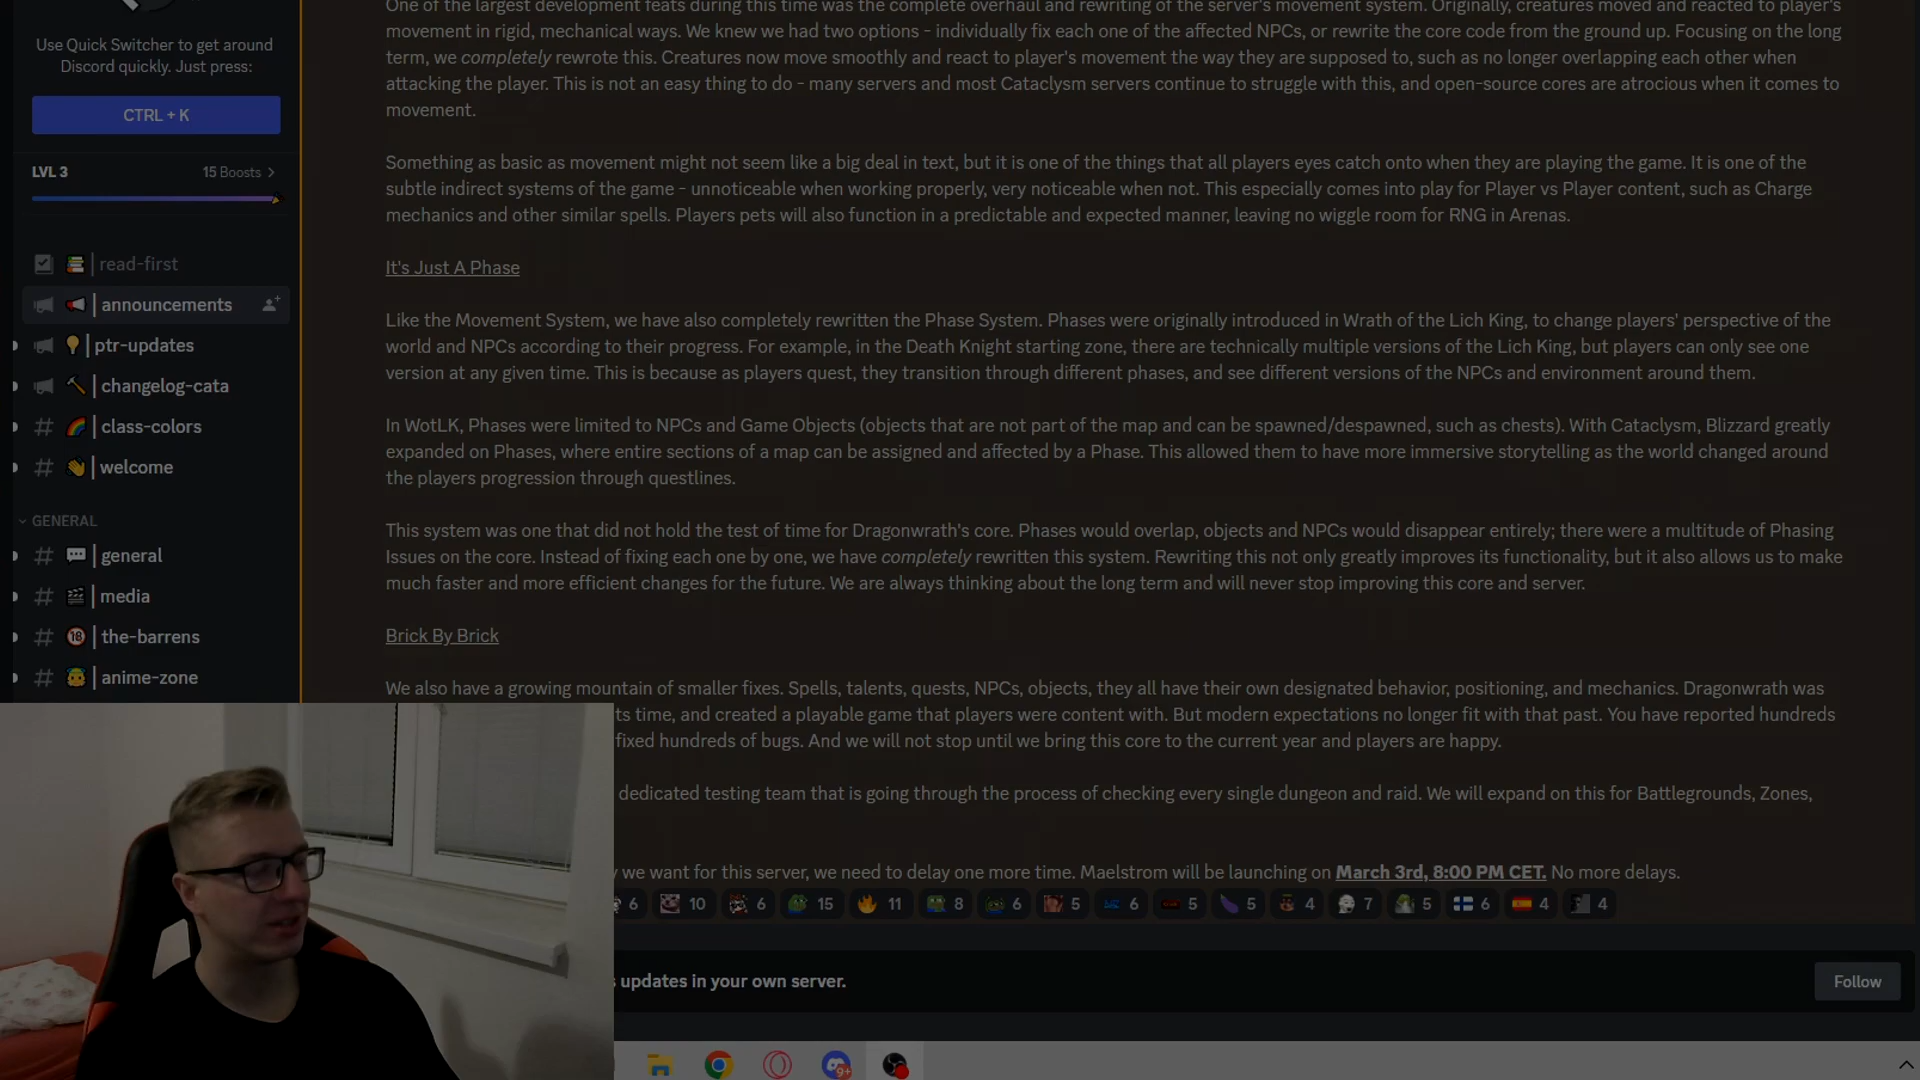 One of the largest development feats during this time was the complete overhaul and rewriting of the server's movement system. Originally, creatures moved and reacted to player's
Use Quick Switcher to get around
Discord quickly. Just press:
CTRL + K
LVL 3
15 Boosts
read-first
announcements
ptr-updates
changelog-cata
class-colors
welcome
GENERAL
general
media
the-barrens
anime-zone
movement in rigid, mechanical ways. We knew we had two options - individually fix each one of the affected NPCs, or rewrite the core code from the ground up. Focusing on the long
term, we completely rewrote this. Creatures now move smoothly and react to player's movement the way they are supposed to, such as no longer overlapping each other when
attacking the player. This is not an easy thing to do - many servers and most Cataclysm servers continue to struggle with this, and open-source cores are atrocious when it comes to
movement.
Something as basic as movement might not seem like a big deal in text, but it is one of the things that all players eyes catch onto when they are playing the game. It is one of the
subtle indirect systems of the game - unnoticeable when working properly, very noticeable when not. This especially comes into play for Player vs Player content, such as Charge
mechanics and other similar spells. Players pets will also function in a predictable and expected manner, leaving no wiggle room for RNG in Arenas.
It's Just A Phase
Like the Movement System, we have also completely rewritten the Phase System. Phases were originally introduced in Wrath of the Lich King, to change players' perspective of the
world and NPCs according to their progress. For example, in the Death Knight starting zone, there are technically multiple versions of the Lich King, but players can only see one
version at any given time. This is because as players quest, they transition through different phases, and see different versions of the NPCs and environment around them.
In WotLK, Phases were limited to NPCs and Game Objects (objects that are not part of the map and can be spawned/despawned, such as chests). With Cataclysm, Blizzard greatly
expanded on Phases, where entire sections of a map can be assigned and affected by a Phase. This allowed them to have more immersive storytelling as the world changed around
the players progression through questlines.
This system was one that did not hold the test of time for Dragonwrath's core. Phases would overlap, objects and NPCs would disappear entirely; there were a multitude of Phasing
Issues on the core. Instead of fixing each one by one, we have completely rewritten this system. Rewriting this not only greatly improves its functionality, but it also allows us to make
much faster and more efficient changes for the future. We are always thinking about the long term and will never stop improving this core and server.
Brick By Brick
We also have a growing mountain of smaller fixes. Spells, talents, quests, NPCs, objects, they all have their own designated behavior, positioning, and mechanics. Dragonwrath was
ts time, and created a playable game that players were content with. But modern expectations no longer fit with that past. You have reported hundreds
fixed hundreds of bugs. And we will not stop until we bring this core to the current year and players are happy.
dedicated testing team that is going through the process of checking every single dungeon and raid. We will expand on this for Battlegrounds, Zones,
we want for this server, we need to delay one more time. Maelstrom will be launching on March 3rd, 8:00 PM CET. No more delays.
6 10 6 15 11 8 6 5 6 5 5 4 7 5 6 4 4
updates in your own server.
Follow
9+